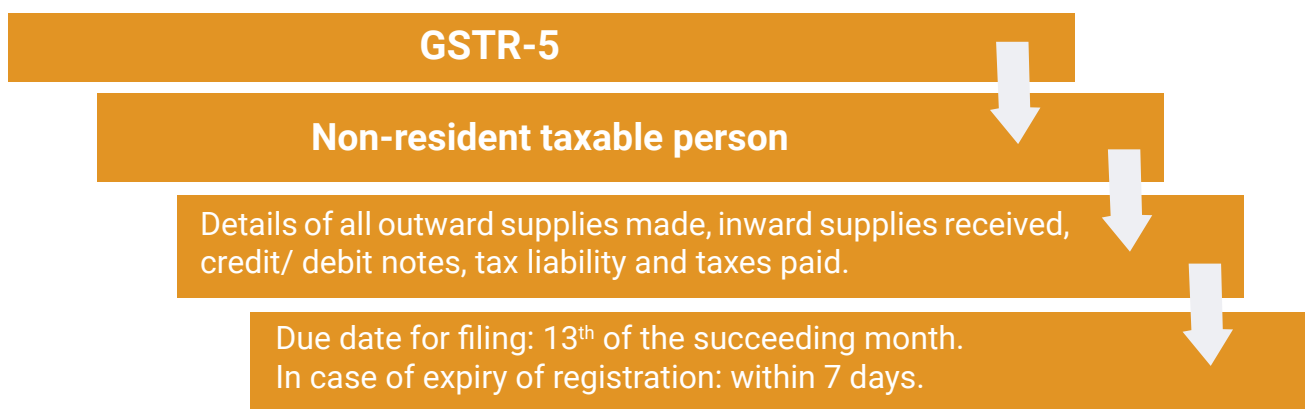 GSTR-5
Non-resident taxable person
Details of all outward supplies made, inward supplies received,
credit/ debit notes, tax liability and taxes paid.
Due date for filing: 13th of the succeeding month.
In case of expiry of registration: within 7 days.